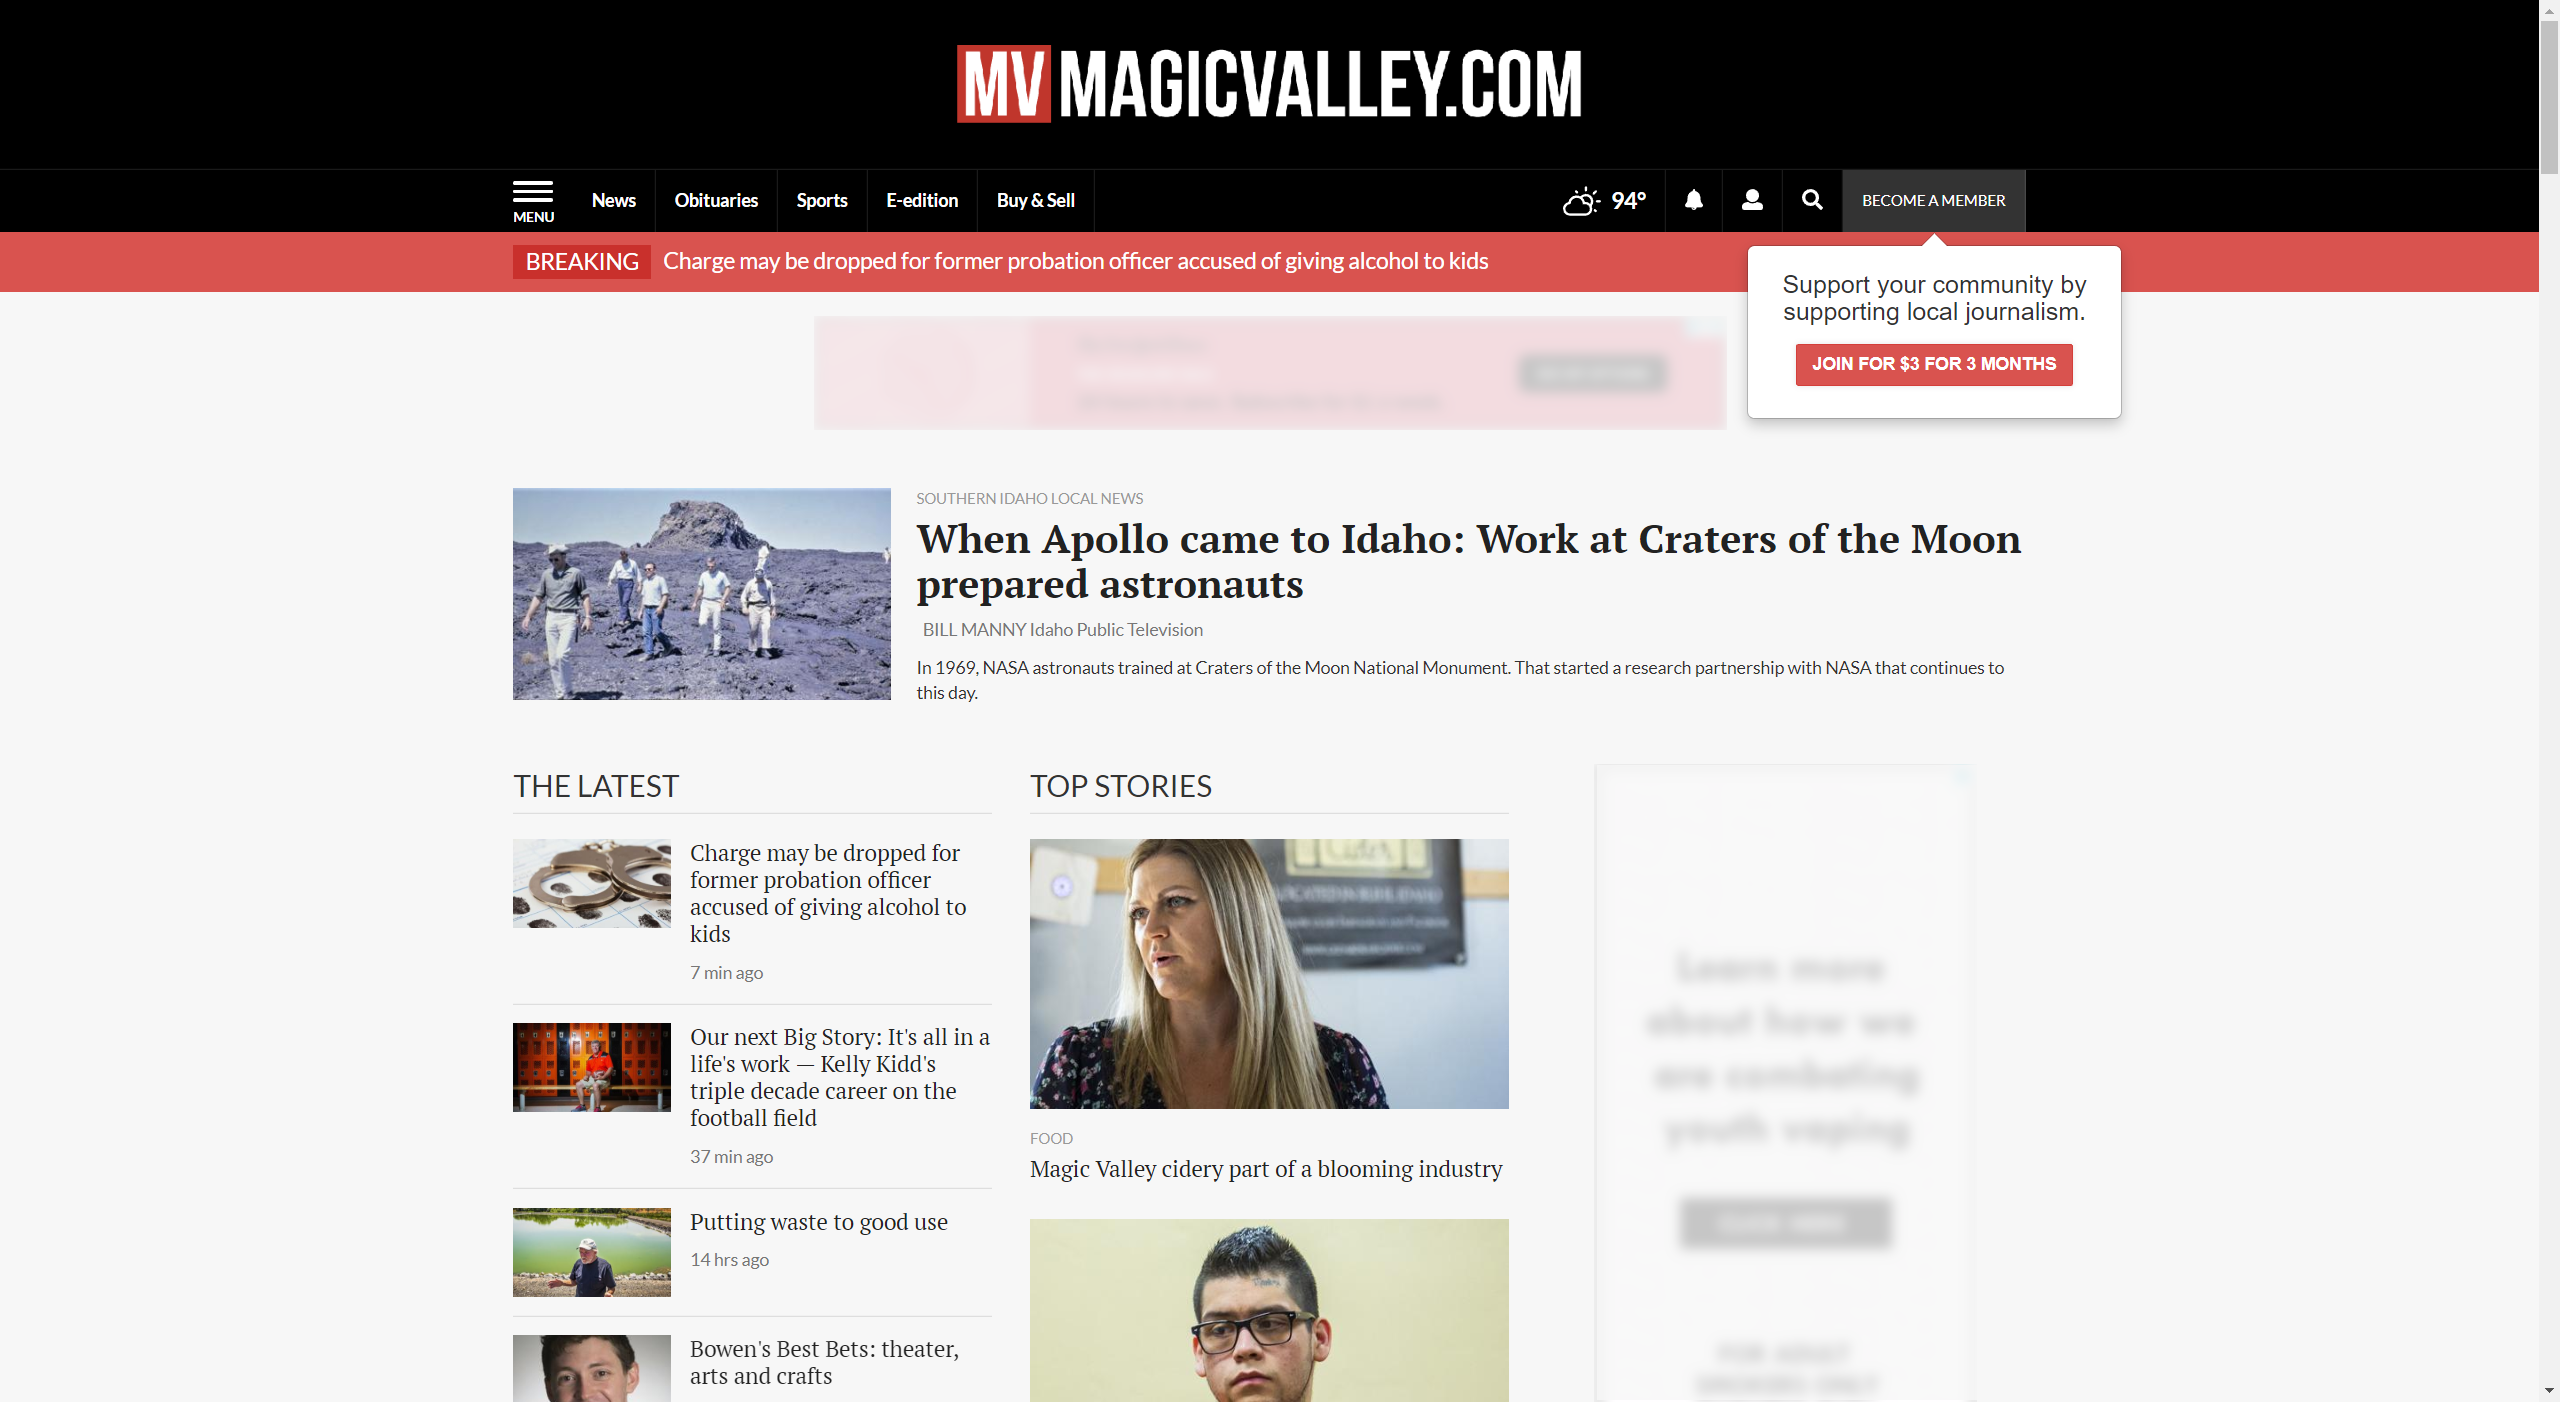 MV MAGICVALLEY.COM
MENU
News
Obituaries
Sports
E-edition
Buy & Sell
94°
BECOME A MEMBER
BREAKING
Charge may be dropped for former probation officer accused of giving alcohol to kids
Support your community by
supporting local journalism.
JOIN FOR $3 FOR 3 MONTHS
SOUTHERN IDAHO LOCAL NEWS
When Apollo came to Idaho: Work at Craters of the Moon
prepared astronauts
BILL MANNY Idaho Public Television
In 1969, NASA astronauts trained at Craters of the Moon National Monument. That started a research partnership with NASA that continues to
this day.
THE LATEST
Charge may be dropped for
former probation officer
accused of giving alcohol to
kids
7 min ago
Our next Big Story: It's all in a
life's work — Kelly Kidd's
triple decade career on the
football field
37 min ago
Putting waste to good use
14 hrs ago
Bowen's Best Bets: theater,
arts and crafts
TOP STORIES
FOOD
Magic Valley cidery part of a blooming industry
Learn more
about how we
are combating
youth vaping
CLICK HERE